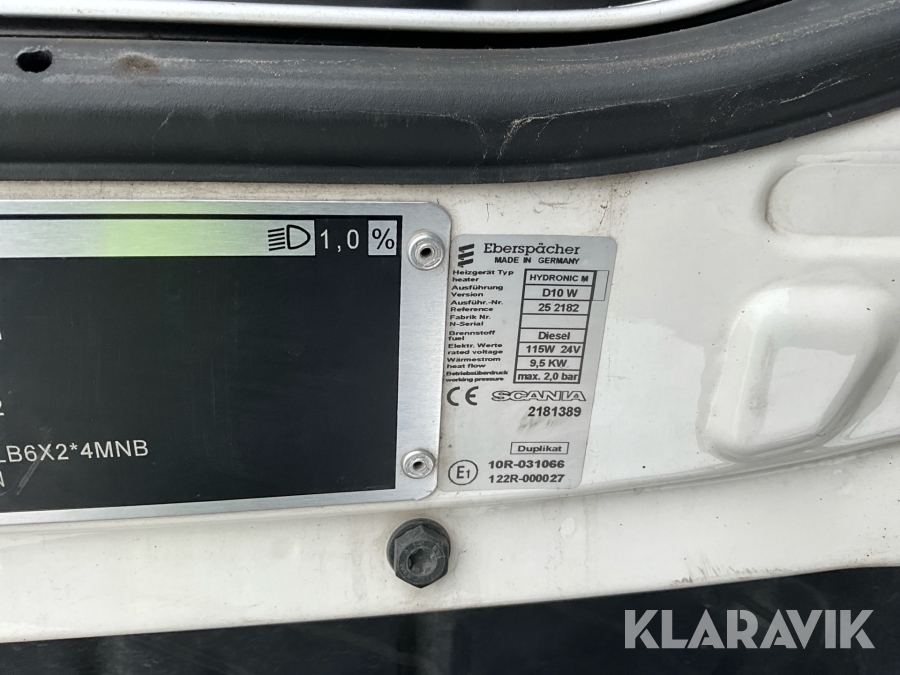 1,0 %
LB6X2*4MNB
N
Eberspächer
MADE IN GERMANY
Heizgerät Typ
heater
HYDRONIC M
Ausführung
Version
D10 W
Ausführ.-Nr.
Reference
25 2182
Fabrik Nr.
N-Serial
Brennstoff
fuel
Diesel
Elektr. Werte
rated voltage
115W 24V
Wärmestrom
heat flow
9,5 KW
Betriebsüberdruck
working pressure
max. 2,0 bar
CE SCANIA
2181389
Duplikat
E1
10R-031066
122R-000027
KLARAVIK